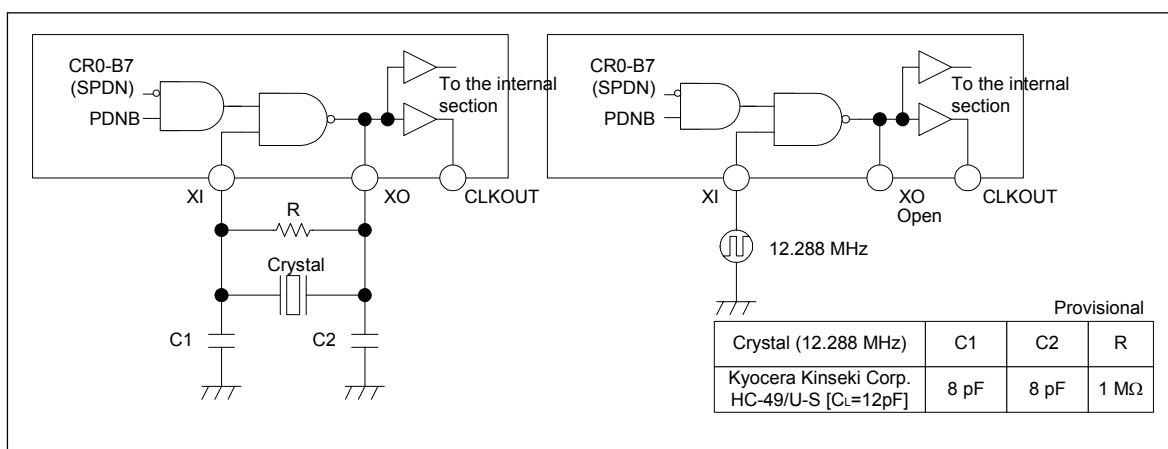 CR0-B7
(SPDN)
PDNB
To the internal
section
XI
XO
CLKOUT
R
Crystal
C1
C2
CR0-B7
(SPDN)
PDNB
To the internal
section
XI
XO
Open
CLKOUT
12.288 MHz
Provisional
Crystal (12.288 MHz) C1 C2 R
Kyocera Kinseki Corp.
HC-49/U-S [CL=12pF] 8 pF 8 pF 1 MΩ